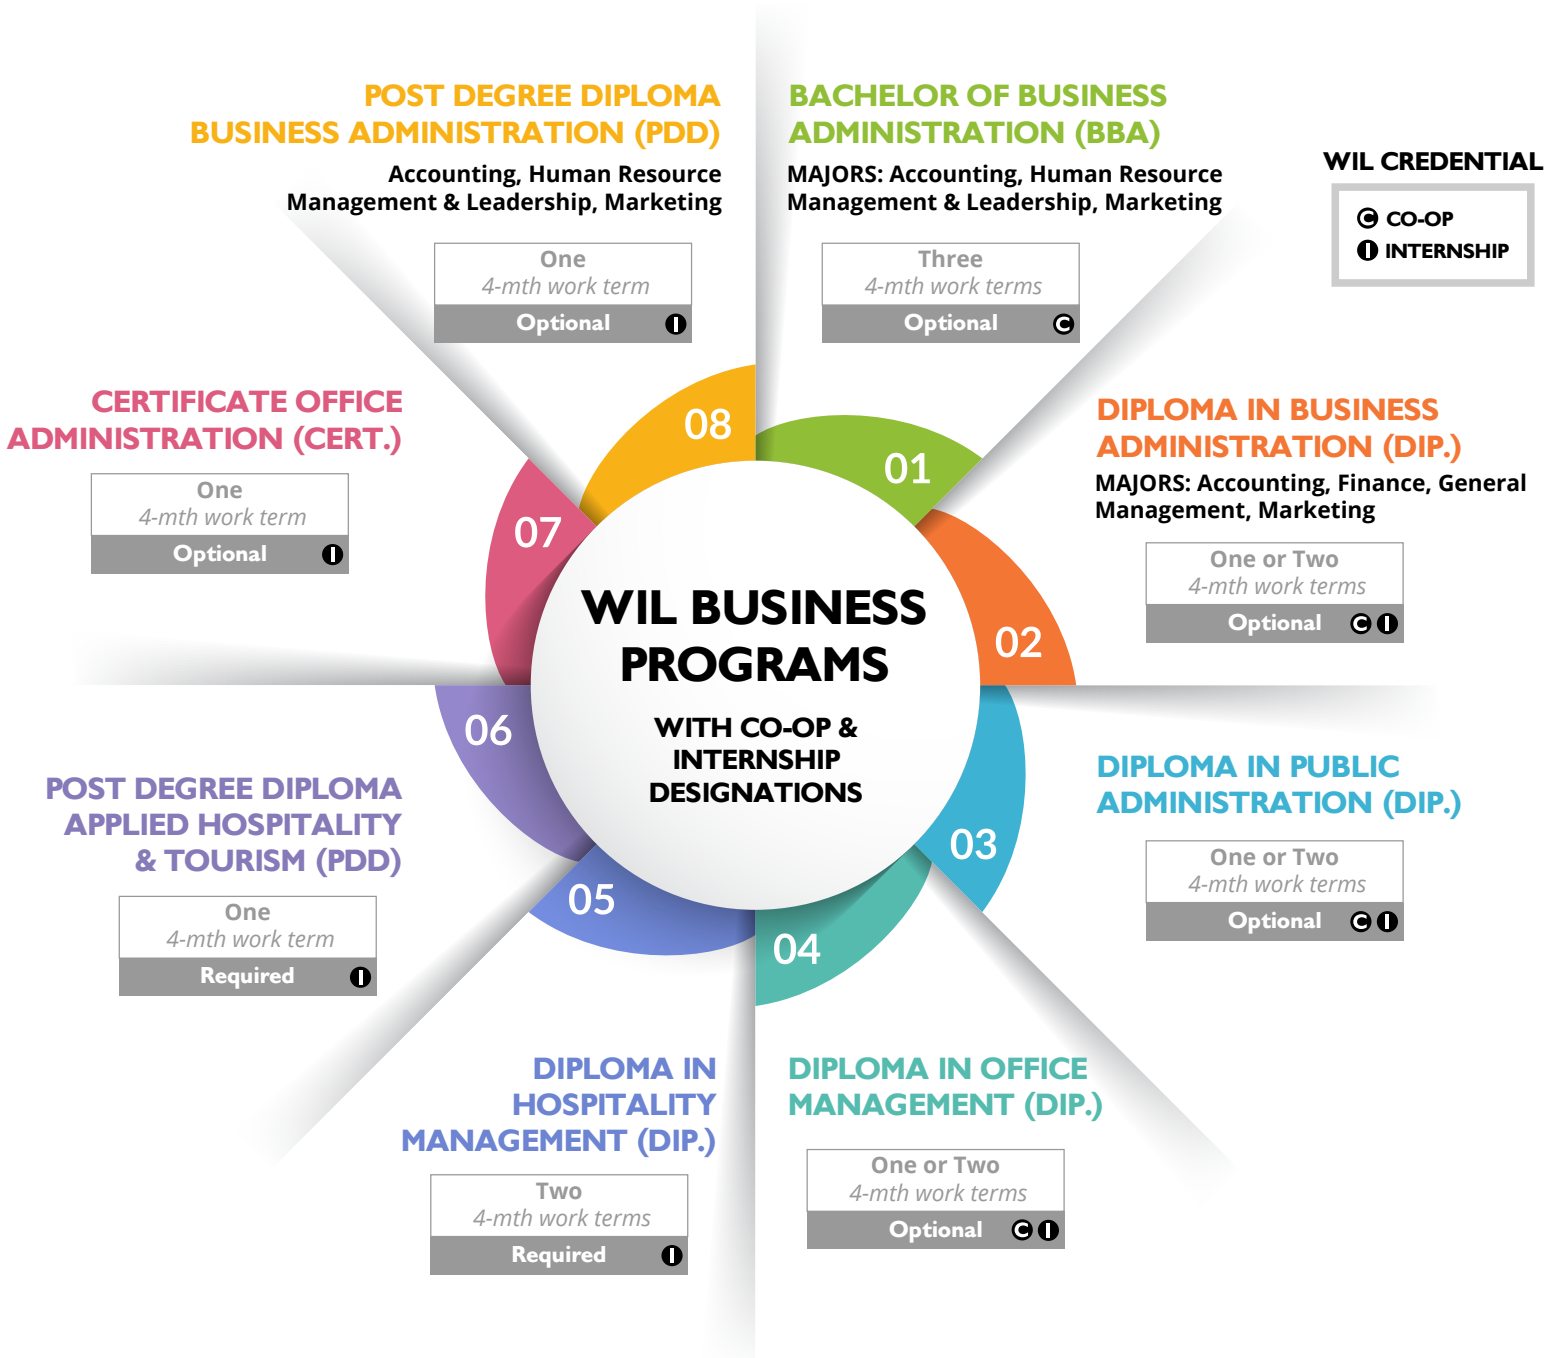 POST DEGREE DIPLOMA
BUSINESS ADMINISTRATION (PDD)
Accounting, Human Resource
Management & Leadership, Marketing
One
4-mth work term
Optional I
08
BACHELOR OF BUSINESS
ADMINISTRATION (BBA)
MAJORS: Accounting, Human Resource
Management & Leadership, Marketing
Three
4-mth work terms
Optional C
01
WIL CREDENTIAL
C CO-OP
I INTERNSHIP
CERTIFICATE OFFICE
ADMINISTRATION (CERT.)
One
4-mth work term
Optional I
07
DIPLOMA IN BUSINESS
ADMINISTRATION (DIP.)
MAJORS: Accounting, Finance, General
Management, Marketing
One or Two
4-mth work terms
Optional C I
02
WIL BUSINESS
PROGRAMS
WITH CO-OP &
INTERNSHIP
DESIGNATIONS
06
POST DEGREE DIPLOMA
APPLIED HOSPITALITY
& TOURISM (PDD)
One
4-mth work term
Required I
DIPLOMA IN PUBLIC
ADMINISTRATION (DIP.)
One or Two
4-mth work terms
Optional C I
03
05
DIPLOMA IN
HOSPITALITY
MANAGEMENT (DIP.)
Two
4-mth work terms
Required I
04
DIPLOMA IN OFFICE
MANAGEMENT (DIP.)
One or Two
4-mth work terms
Optional C I